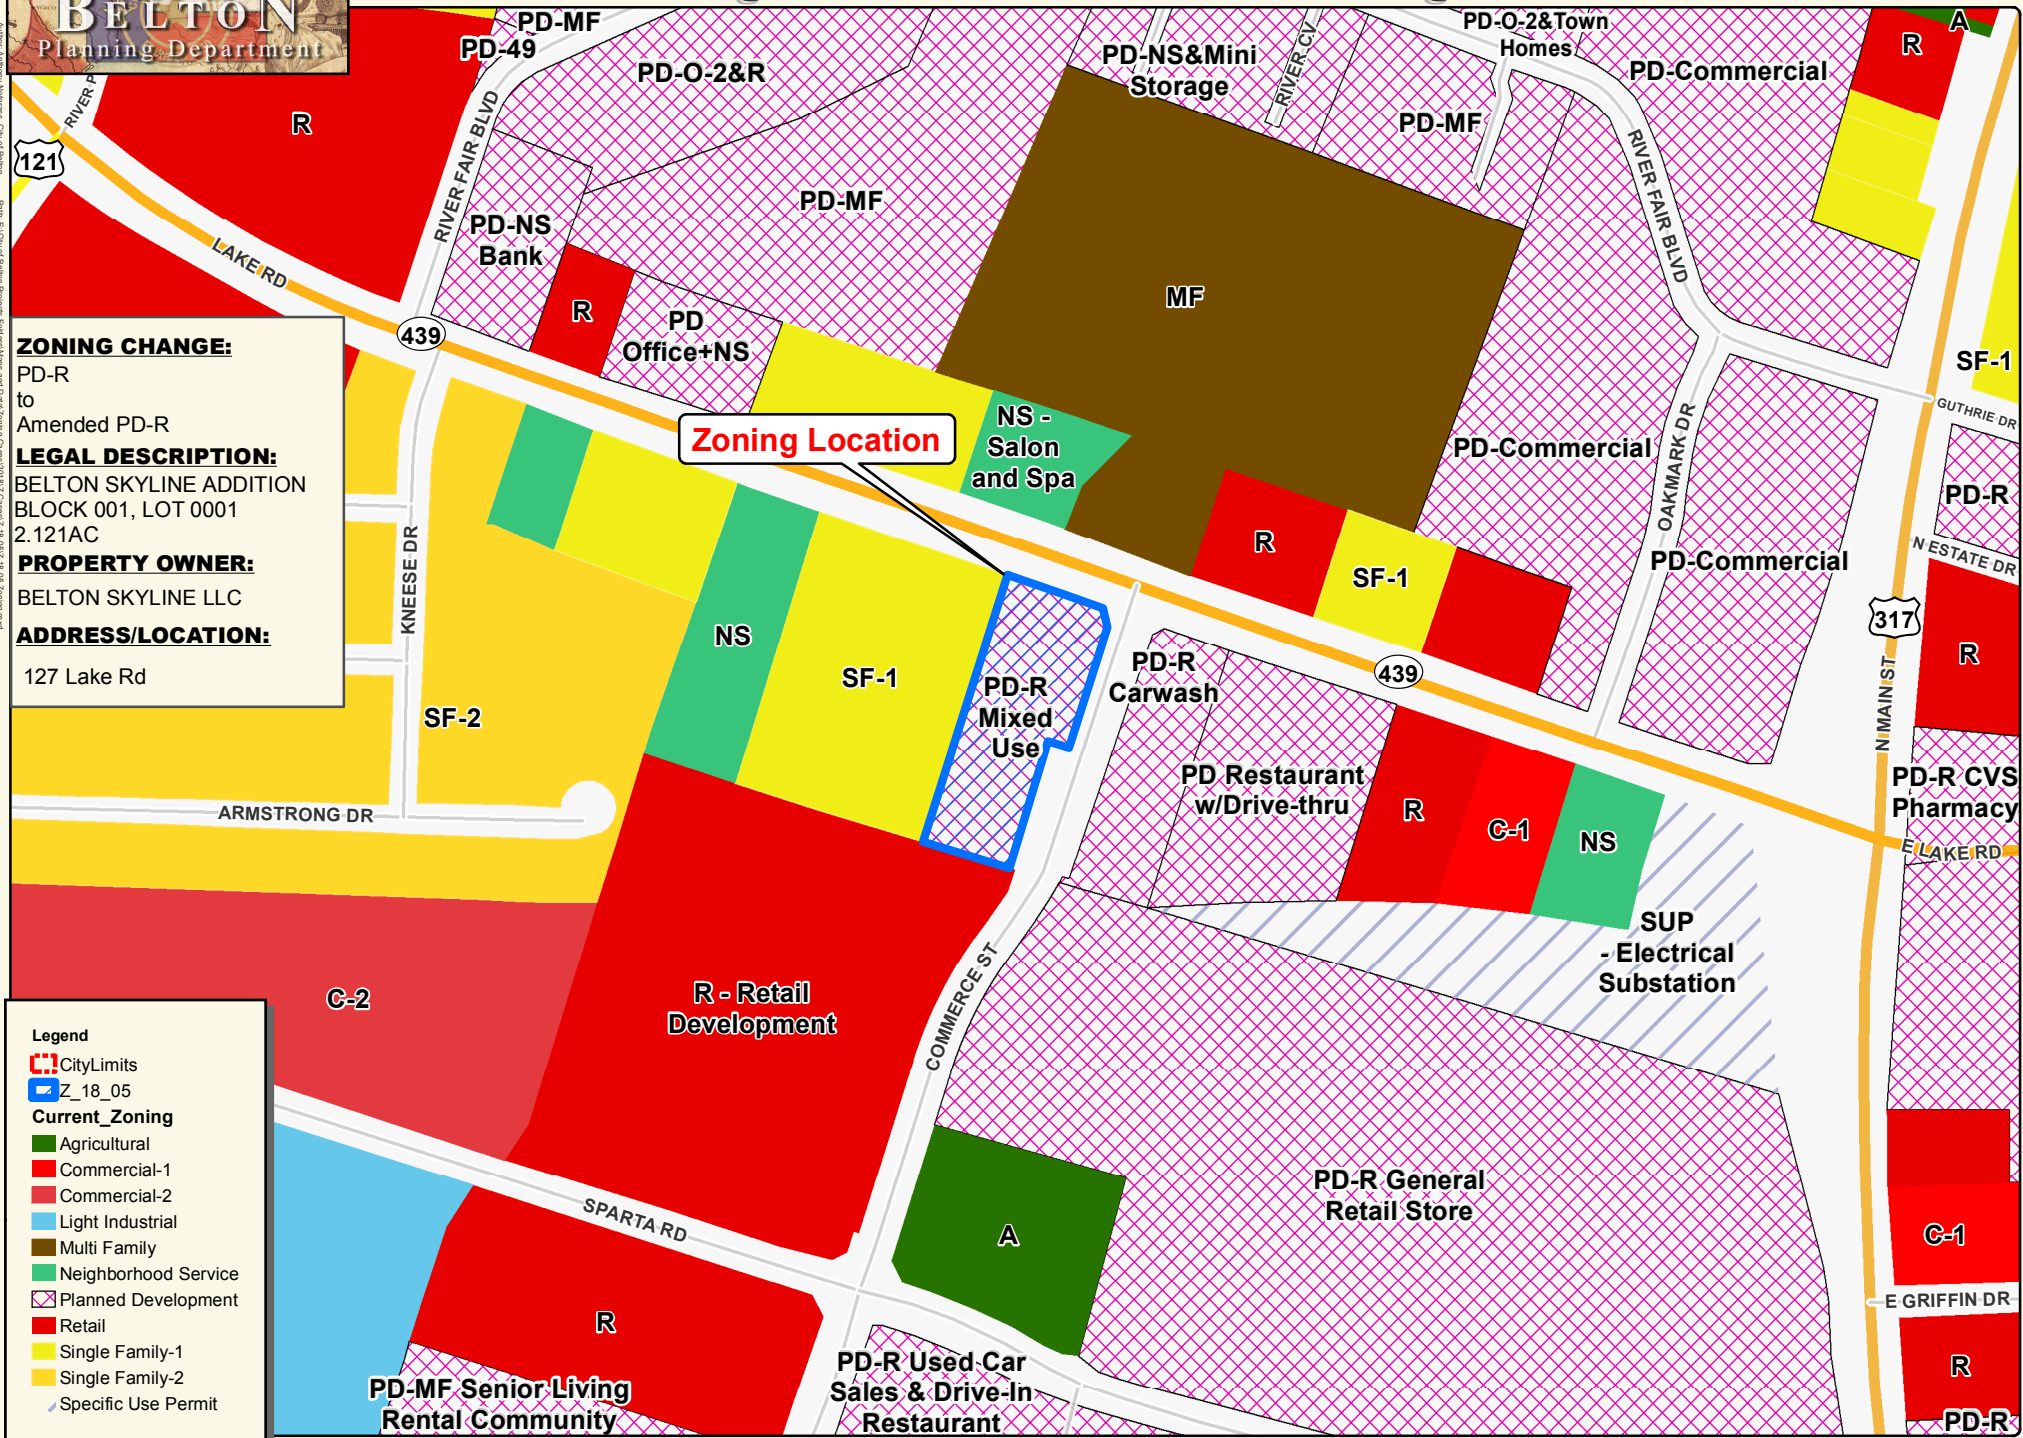 BELTON
Planning Department
PD-MF
PD-49
PD-O-2&R
PD-NS&Mini
Storage
RIVER CV
PD-O-2&Town
Homes
PD-MF
PD-Commercial
R
A
R
RIVER FAIR BLVD
RIVER FAIR BLVD
121
LAKE RD
PD-NS
Bank
PD-MF
MF
R
PD
Office+NS
439
SF-1
GUTHRIE DR
ZONING CHANGE:
PD-R
to
Amended PD-R
LEGAL DESCRIPTION:
BELTON SKYLINE ADDITION
BLOCK 001, LOT 0001
2.121AC
PROPERTY OWNER:
BELTON SKYLINE LLC
ADDRESS/LOCATION:
127 Lake Rd
Zoning Location
NS -
Salon
and Spa
PD-Commercial
OAKMARK DR
PD-R
N ESTATE DR
R
SF-1
PD-Commercial
317
KNEESE DR
NS
SF-1
PD-R
Mixed
Use
PD-R
Carwash
439
R
N MAIN ST
SF-2
PD Restaurant
w/Drive-thru
R
C-1
NS
PD-R CVS
Pharmacy
E LAKE RD
ARMSTRONG DR
SUP
- Electrical
Substation
C-2
R - Retail
Development
COMMERCE ST
SPARTA RD
A
PD-R General
Retail Store
C-1
E GRIFFIN DR
R
R
PD-MF Senior Living
Rental Community
PD-R Used Car
Sales & Drive-In
Restaurant
PD-R
Legend
CityLimits
Z_18_05
Current_Zoning
Agricultural
Commercial-1
Commercial-2
Light Industrial
Multi Family
Neighborhood Service
Planned Development
Retail
Single Family-1
Single Family-2
Specific Use Permit